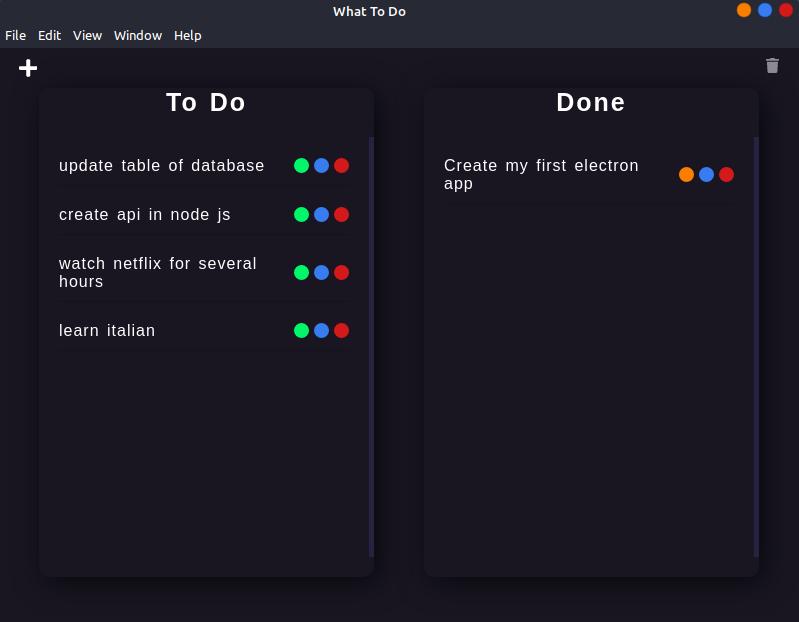 What To Do
File Edit View Window Help
To Do
update table of database
create api in node js
watch netflix for several
hours
learn italian
Done
Create my first electron
app